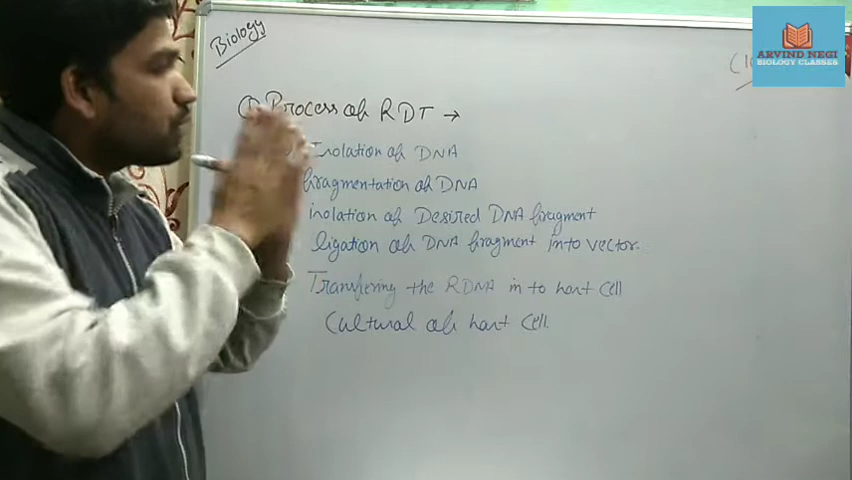 Biology
ARVIND NEGI
BIOLOGY CLASSES
Process of RDT →
Isolation of DNA
fragmentation of DNA
isolation of Desired DNA fragment
ligation of DNA fragment into vector.
Transfering the RDNA in to host cell
Cultural of host cell.